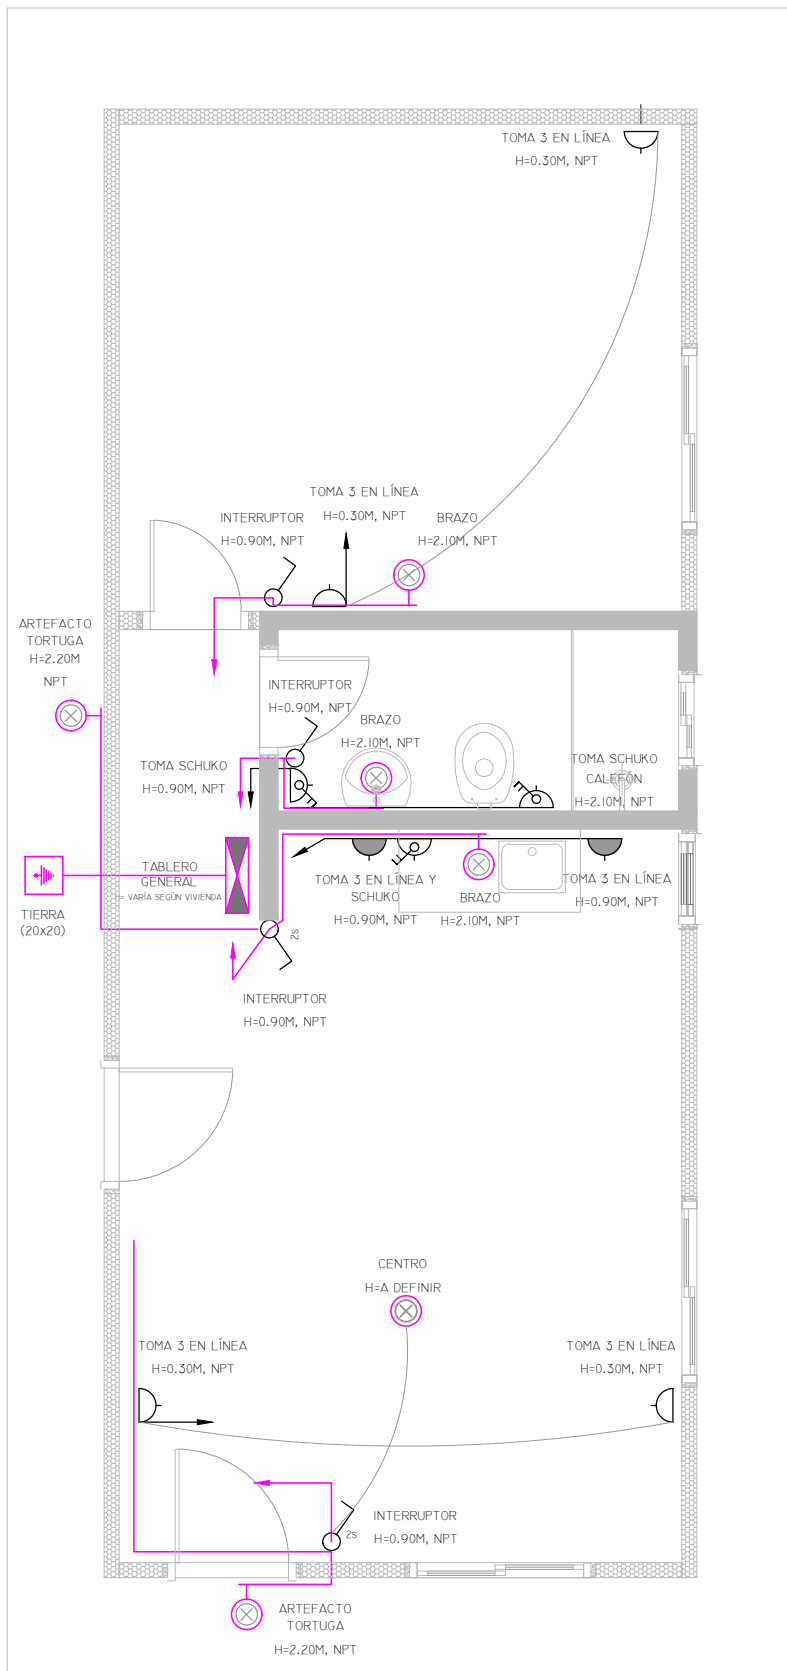 TOMA 3 EN LÍNEA
H=0.30M, NPT
TOMA 3 EN LÍNEA
H=0.30M, NPT
INTERRUPTOR
H=0.90M, NPT
BRAZO
H=2.10M, NPT
ARTEFACTO
TORTUGA
H=2.20M
NPT
INTERRUPTOR
H=0.90M, NPT
BRAZO
H=2.10M, NPT
TOMA SCHUKO
H=0.90M, NPT
TOMA SCHUKO
CALEFÓN
H=2.10M, NPT
TABLERO
GENERAL
H= VARÍA SEGÚN VIVIENDA
TIERRA
(20x20)
TOMA 3 EN LÍNEA Y
SCHUKO
H=0.90M, NPT
BRAZO
H=2.10M, NPT
TOMA 3 EN LÍNEA
H=0.90M, NPT
2s
INTERRUPTOR
H=0.90M, NPT
CENTRO
H=A DEFINIR
TOMA 3 EN LÍNEA
H=0.30M, NPT
TOMA 3 EN LÍNEA
H=0.30M, NPT
INTERRUPTOR
H=0.90M, NPT
2s
ARTEFACTO
TORTUGA
H=2.20M, NPT